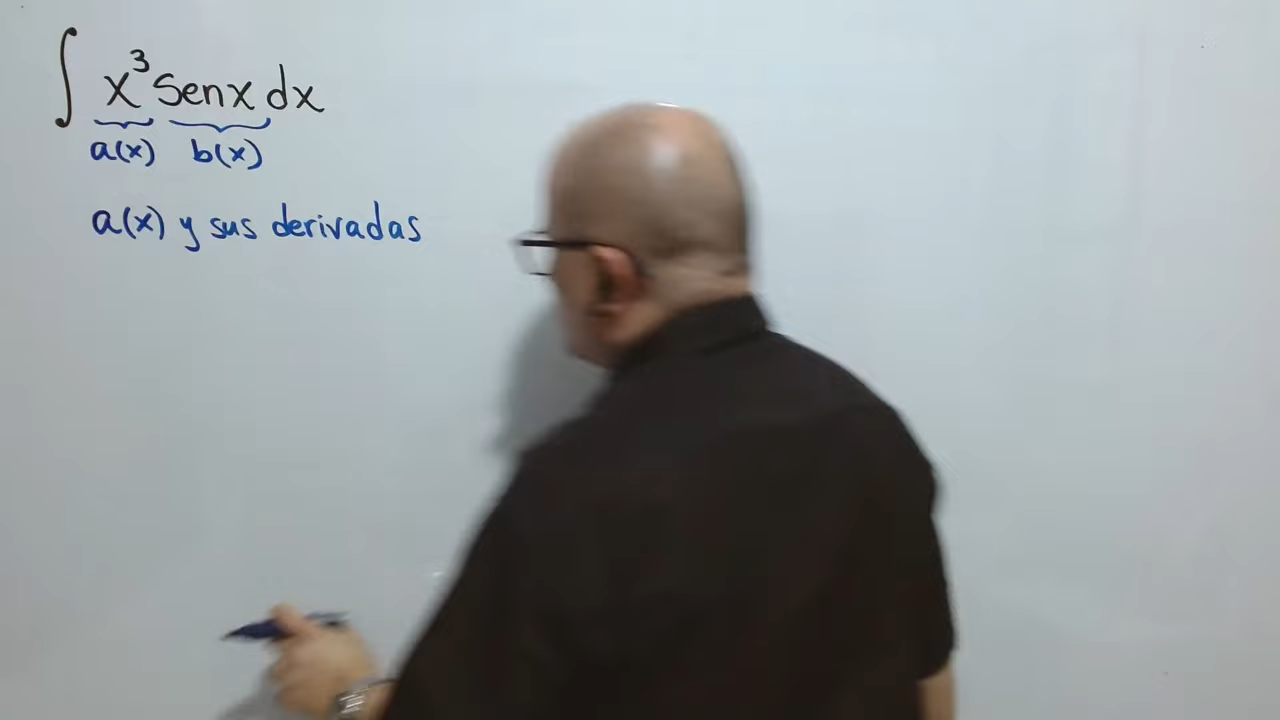 ∫ x³ Senx dx
a(x) b(x)
a(x) y sus derivadas